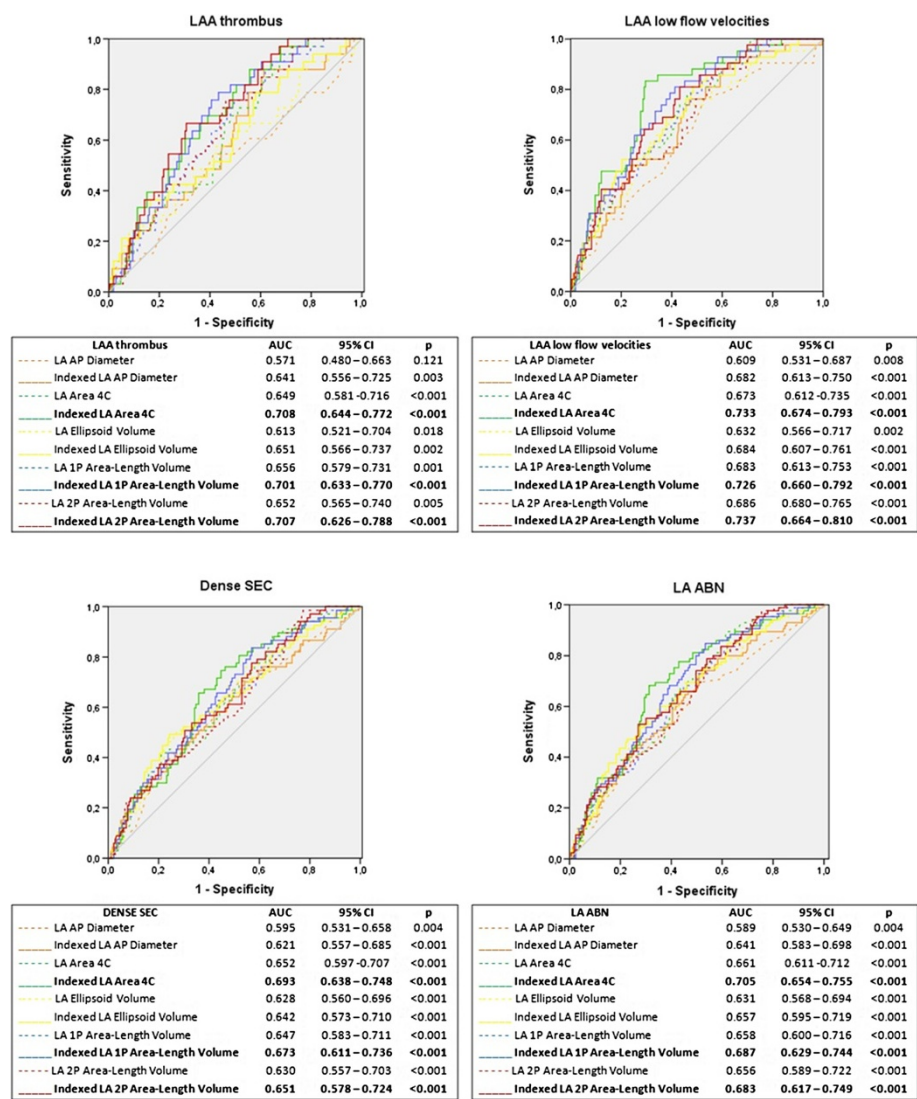 LAA thrombus
LAA low flow velocities
1,0
0,8
0,6
0,4
0,2
0,0
Sensitivity
0,0 0,2 0,4 0,6 0,8 1,0
1 - Specificity
1,0
0,8
0,6
0,4
0,2
0,0
Sensitivity
0,0 0,2 0,4 0,6 0,8 1,0
1 - Specificity
LAA thrombus AUC 95% CI p
LA AP Diameter 0.571 0.480 – 0.663 0.121
Indexed LA AP Diameter 0.641 0.556 – 0.725 0.003
LA Area 4C 0.649 0.581 -0.716 <0.001
Indexed LA Area 4C 0.708 0.644 – 0.772 <0.001
LA Ellipsoid Volume 0.613 0.521 – 0.704 0.018
Indexed LA Ellipsoid Volume 0.651 0.566 – 0.737 0.002
LA 1P Area-Length Volume 0.656 0.579 – 0.731 0.001
Indexed LA 1P Area-Length Volume 0.701 0.633 – 0.770 <0.001
LA 2P Area-Length Volume 0.652 0.565 – 0.740 0.005
Indexed LA 2P Area-Length Volume 0.707 0.626 – 0.788 <0.001
LAA low flow velocities AUC 95% CI p
LA AP Diameter 0.609 0.531 – 0.687 0.008
Indexed LA AP Diameter 0.682 0.613 – 0.750 <0.001
LA Area 4C 0.673 0.612 -0.735 <0.001
Indexed LA Area 4C 0.733 0.674 – 0.793 <0.001
LA Ellipsoid Volume 0.632 0.566 – 0.717 0.002
Indexed LA Ellipsoid Volume 0.684 0.607 – 0.761 <0.001
LA 1P Area-Length Volume 0.683 0.613 – 0.753 <0.001
Indexed LA 1P Area-Length Volume 0.726 0.660 – 0.792 <0.001
LA 2P Area-Length Volume 0.686 0.680 – 0.765 <0.001
Indexed LA 2P Area-Length Volume 0.737 0.664 – 0.810 <0.001
Dense SEC
LA ABN
1,0
0,8
0,6
0,4
0,2
0,0
Sensitivity
0,0 0,2 0,4 0,6 0,8 1,0
1 - Specificity
1,0
0,8
0,6
0,4
0,2
0,0
Sensitivity
0,0 0,2 0,4 0,6 0,8 1,0
1 - Specificity
DENSE SEC AUC 95% CI p
LA AP Diameter 0.595 0.531 – 0.658 0.004
Indexed LA AP Diameter 0.621 0.557 – 0.685 <0.001
LA Area 4C 0.652 0.597 -0.707 <0.001
Indexed LA Area 4C 0.693 0.638 – 0.748 <0.001
LA Ellipsoid Volume 0.628 0.560 – 0.696 <0.001
Indexed LA Ellipsoid Volume 0.642 0.573 – 0.710 <0.001
LA 1P Area-Length Volume 0.647 0.583 – 0.711 <0.001
Indexed LA 1P Area-Length Volume 0.673 0.611 – 0.736 <0.001
LA 2P Area-Length Volume 0.630 0.557 – 0.703 <0.001
Indexed LA 2P Area-Length Volume 0.651 0.578 – 0.724 <0.001
LA ABN AUC 95% CI p
LA AP Diameter 0.589 0.530 – 0.649 0.004
Indexed LA AP Diameter 0.641 0.583 – 0.698 <0.001
LA Area 4C 0.661 0.611 -0.712 <0.001
Indexed LA Area 4C 0.705 0.654 – 0.755 <0.001
LA Ellipsoid Volume 0.631 0.568 – 0.694 <0.001
Indexed LA Ellipsoid Volume 0.657 0.595 – 0.719 <0.001
LA 1P Area-Length Volume 0.658 0.600 – 0.716 <0.001
Indexed LA 1P Area-Length Volume 0.687 0.629 – 0.744 <0.001
LA 2P Area-Length Volume 0.656 0.589 – 0.722 <0.001
Indexed LA 2P Area-Length Volume 0.683 0.617 – 0.749 <0.001